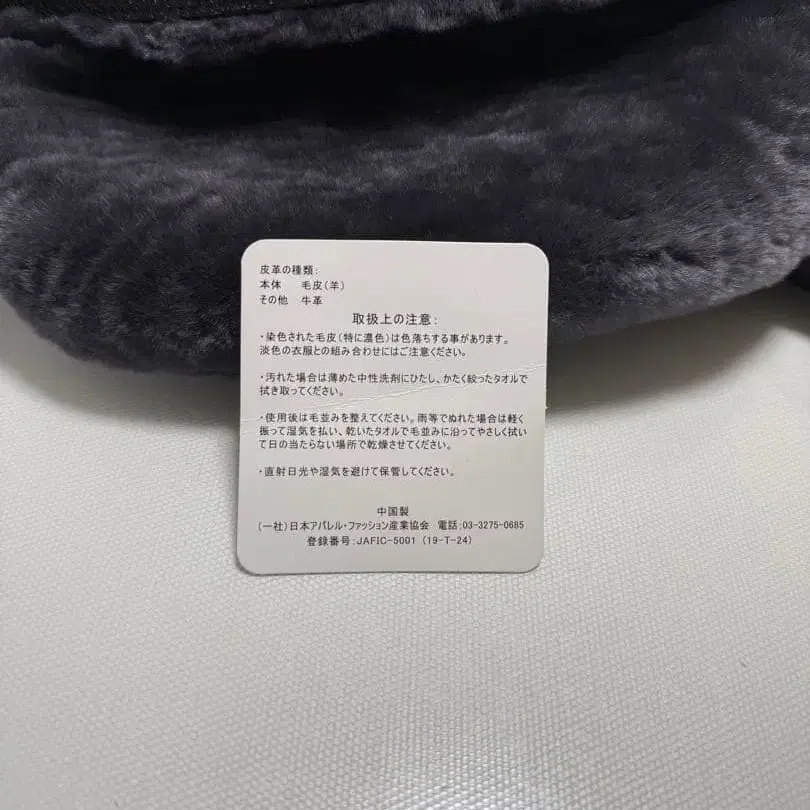 皮革の種類:
本体 毛皮(羊)
その他 牛革
取扱上の注意:
・染色された毛皮(特に濃色)は色落ちする事があります。
淡色の衣服との組み合わせにはご注意ください。
・汚れた場合は薄めた中性洗剤にひたし、かたく絞ったタオルで
拭き取ってください。
・使用後は毛並みを整えてください。雨等でぬれた場合は軽く
振って湿気を払い、乾いたタオルで毛並みに沿ってやさしく拭い
て日の当たらない場所で乾燥させてください。
・直射日光や湿気を避けて保管してください。
中国製
(一社)日本アパレル・ファッション産業協会 電話:03-3275-0685
登録番号:JAFIC-5001 (19-T-24)